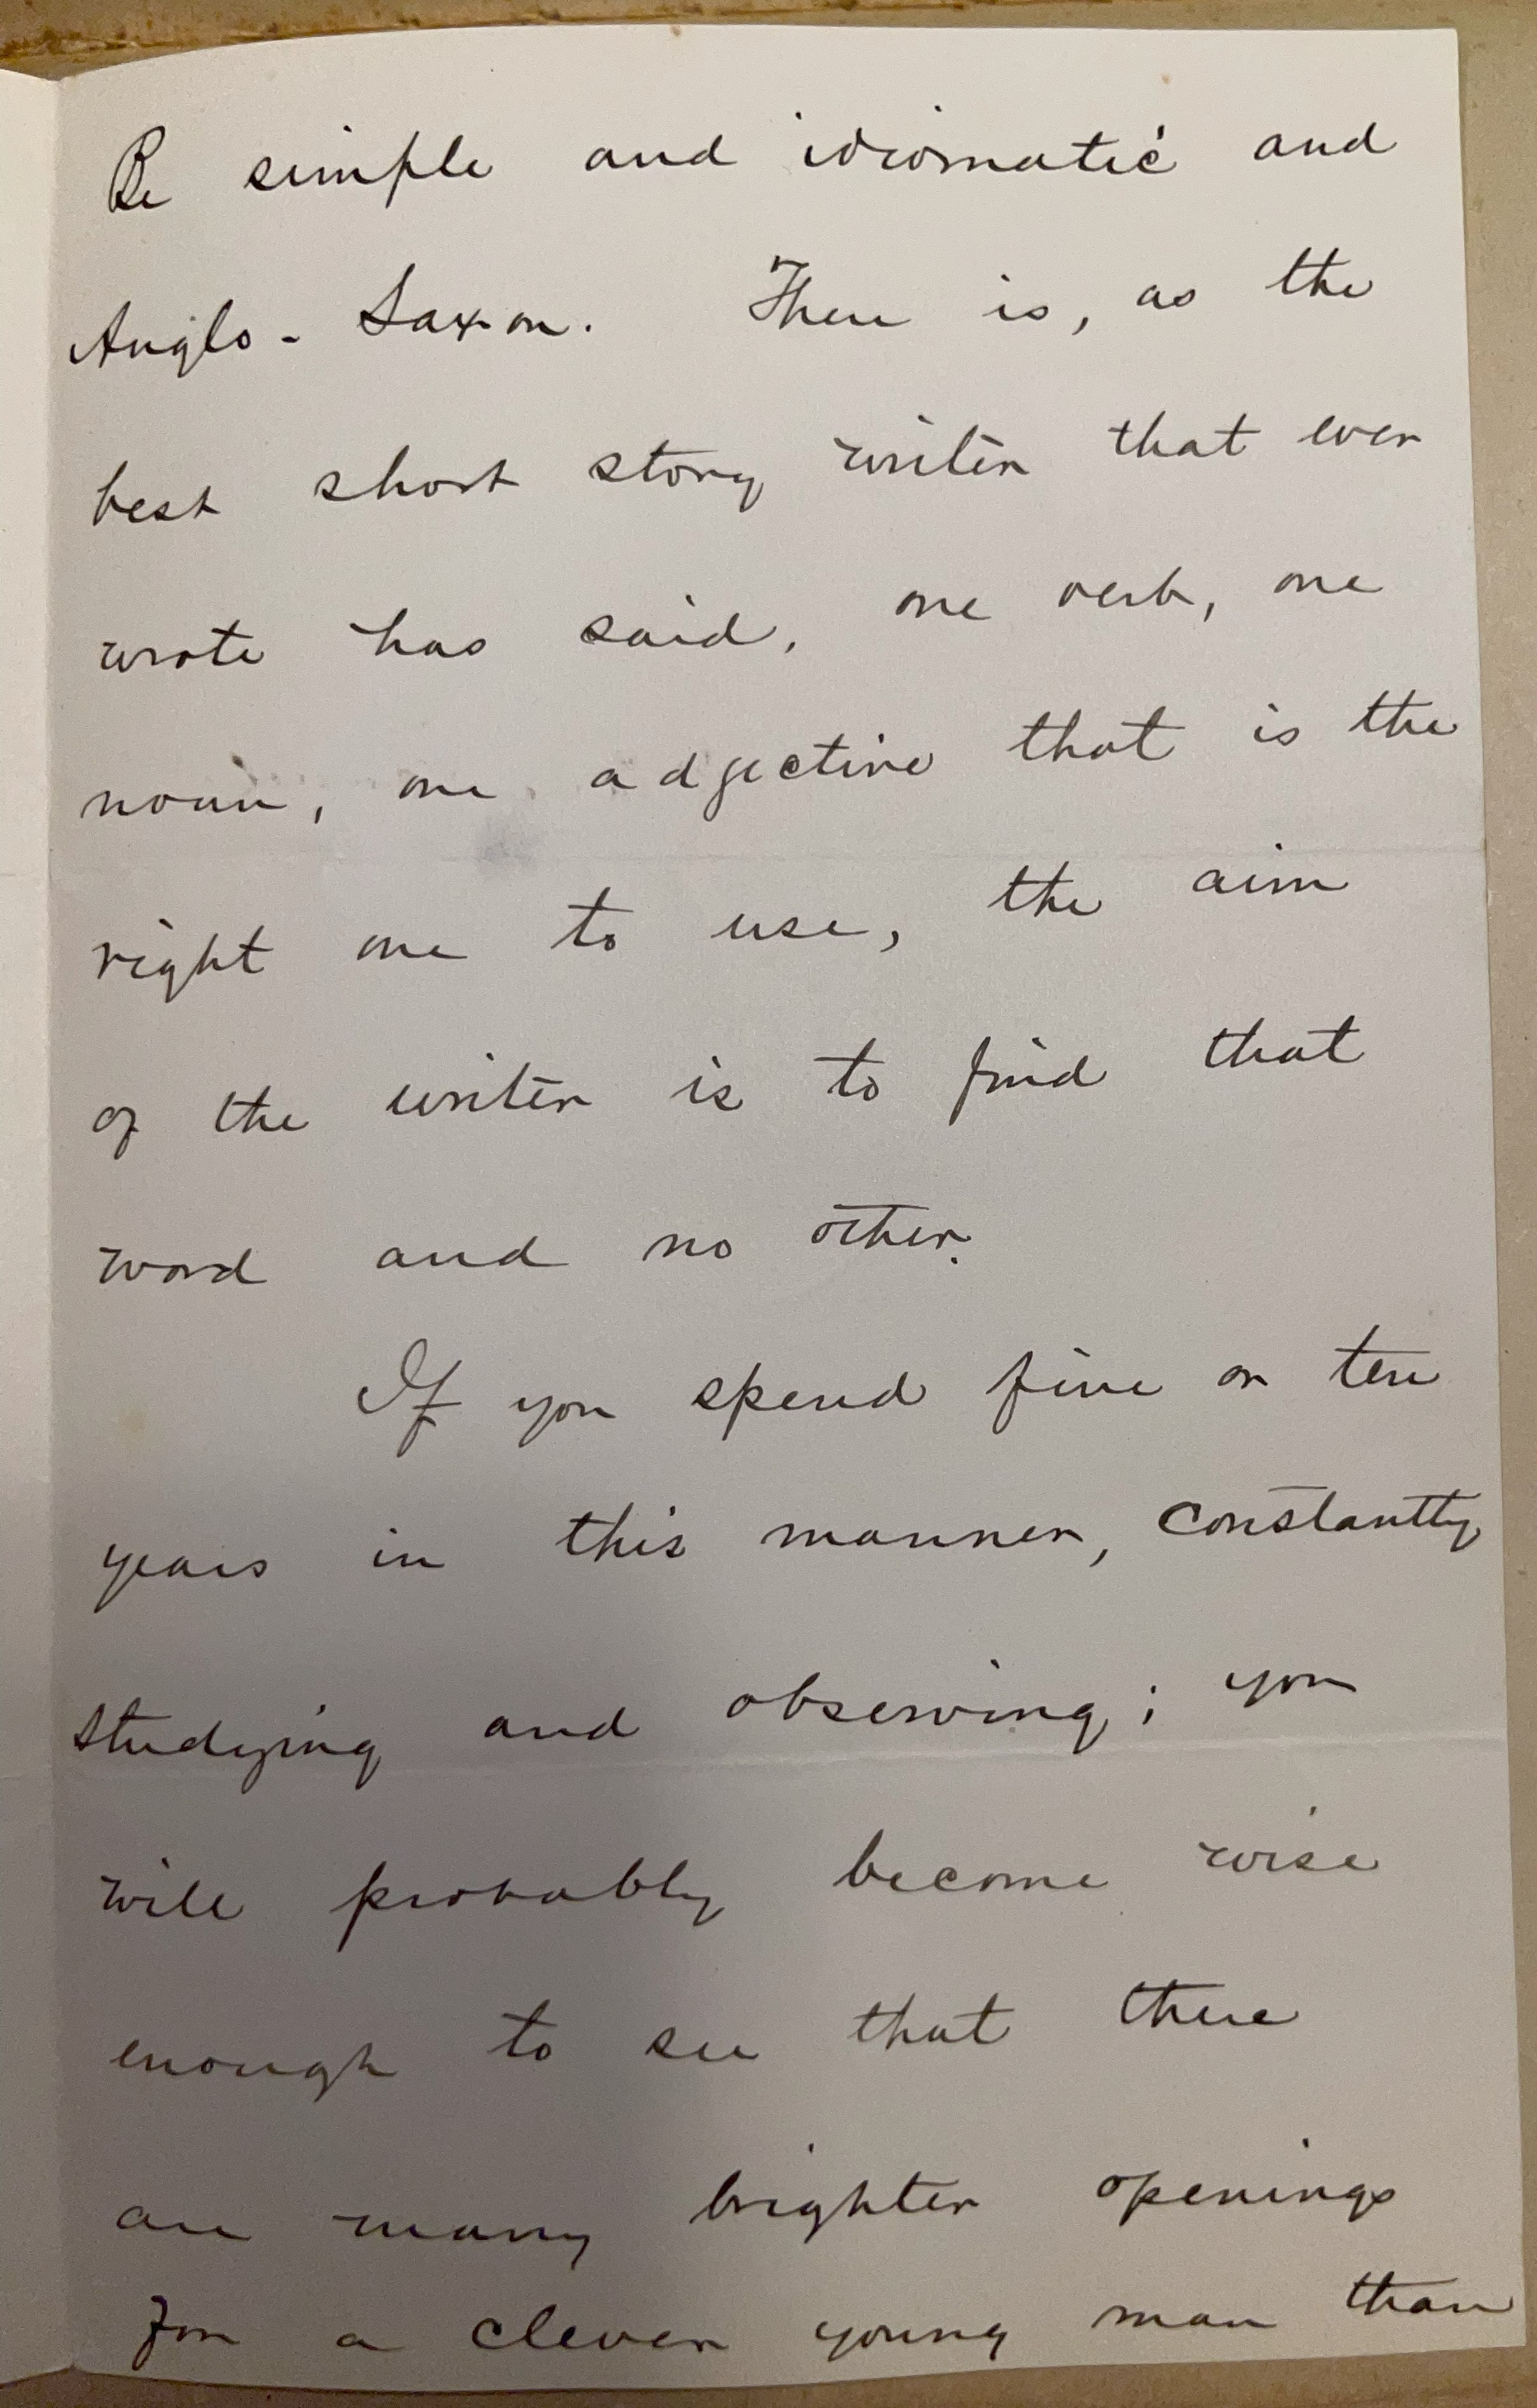 Be simple and idiomatic and
Anglo-Saxon. There is, as the
best short story writer that ever
wrote has said, one verb, one
noun, one adjective that is the
right one to use, the aim
of the writer is to find that
word and no other.
If you spend five or ten
years in this manner, constantly
studying and observing; you
will probably become wise
enough to see that there
are many brighter openings
for a clever young man than